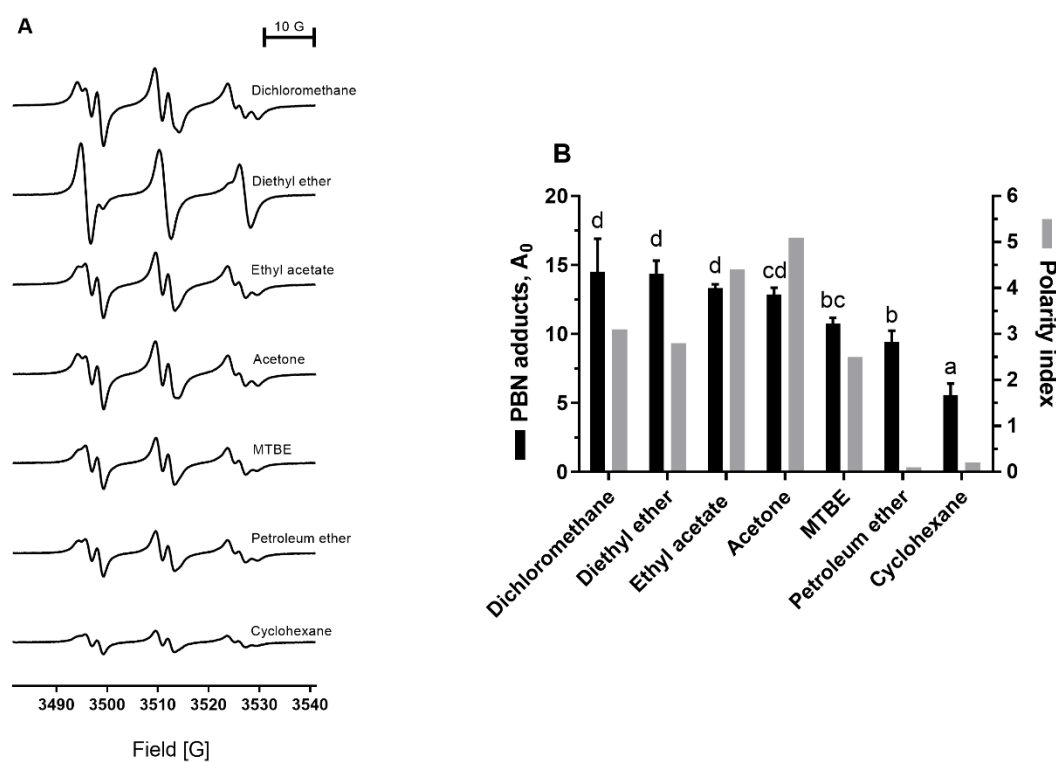 A
10 G
Dichloromethane
Diethyl ether
Ethyl acetate
Acetone
MTBE
Petroleum ether
Cyclohexane
3490 3500 3510 3520 3530 3540
Field [G]
B
PBN adducts, A₀
20
15
10
5
0
d d d cd bc b a
6
5
4
3
2
1
0
Polarity index
Dichloromethane
Diethyl ether
Ethyl acetate
Acetone
MTBE
Petroleum ether
Cyclohexane